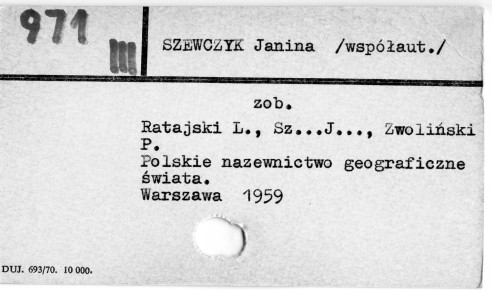 971
III
SZEWCZYK Janina /współaut./
zob.
Ratajski L., Sz...J..., Zwoliński
P.
Polskie nazewnictwo geograficzne
świata.
Warszawa 1959
DUJ. 693/70. 10 000.